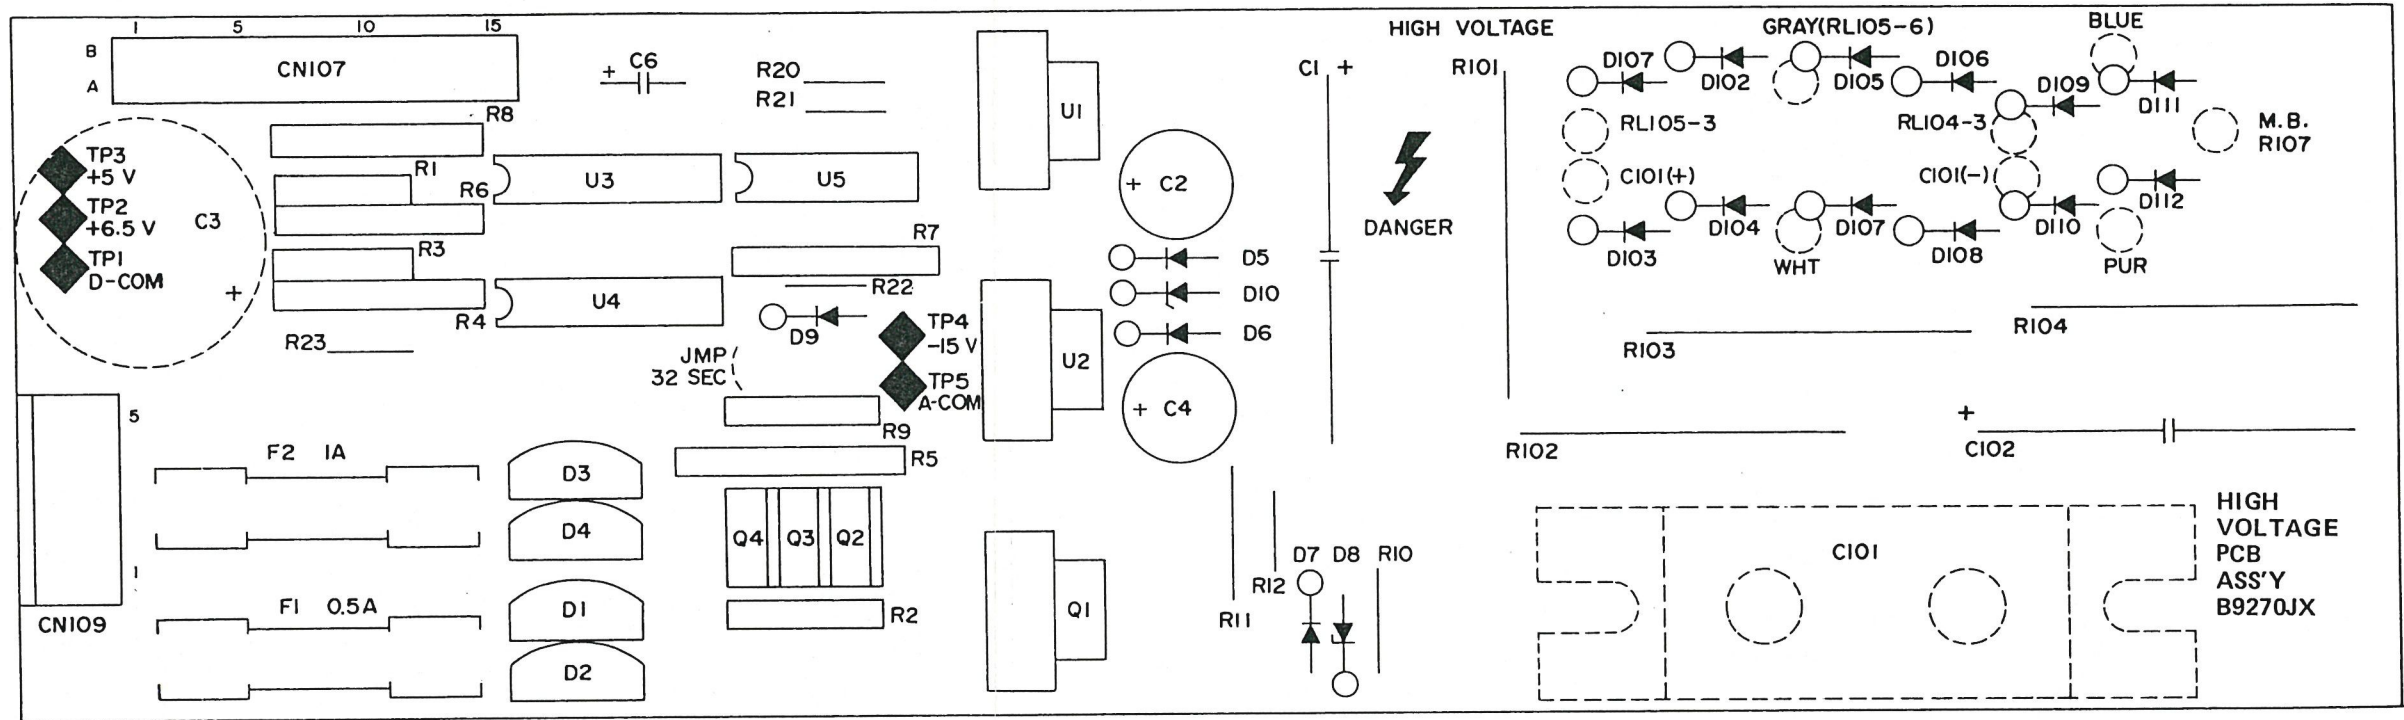 1 5 10 15
B
A
CN107
R8
R1
R6
R3
R4
R23
TP3
+5 V
TP2
+6.5 V
TP1
D-COM
C3
+
+ C6
R20
R21
U3
U5
R7
U4
R22
D9
JMP
32 SEC
TP4
-15 V
TP5
A-COM
R9
R5
5
1
CN109
F2 1A
F1 0.5A
D3
D4
D1
D2
Q4 Q3 Q2
R2
U1
U2
Q1
+ C2
D5
D10
D6
+ C4
R11
R12
D7 D8 R10
C1 +
HIGH VOLTAGE
R101
DANGER
GRAY(RL105-6)
BLUE
D107
D102
D105
D106
D109
D111
RL105-3
RL104-3
M.B.
R107
C101(+)
C101(-)
D112
D103
D104
D107
D108
D110
WHT
PUR
R103
R104
R102
+
C102
C101
HIGH
VOLTAGE
PCB
ASS'Y
B9270JX